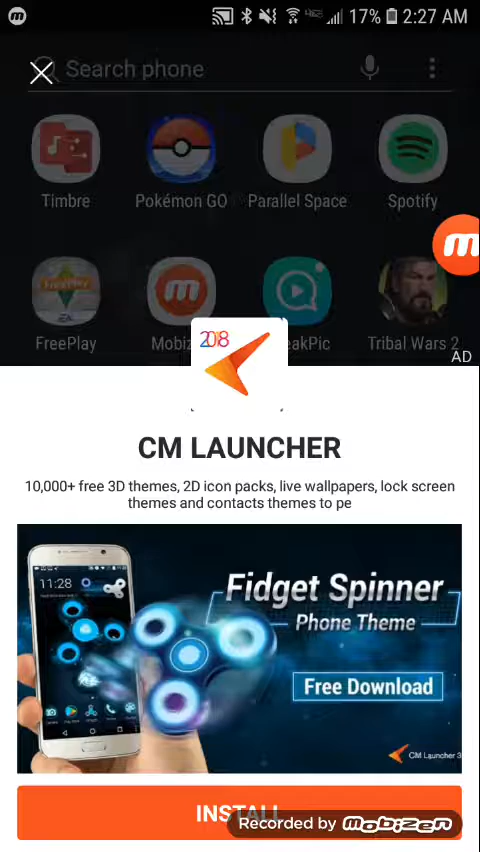 17% 2:27 AM
Search phone
Timbre Pokémon GO Parallel Space Spotify
FreePlay
FreePlay Mobiz eakPic Tribal Wars 2
AD
2018
CM LAUNCHER
10,000+ free 3D themes, 2D icon packs, live wallpapers, lock screen
themes and contacts themes to pe
11:28
Fidget Spinner
Phone Theme
Free Download
CM Launcher 3
INSTALL
Recorded by MOBIZEN